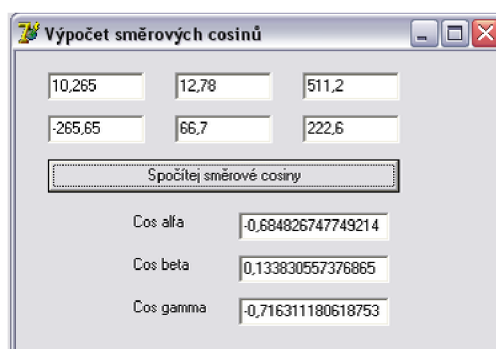 Výpočet směrových cosinů
10,265 12,78 511,2
-265,65 66,7 222,6
Spočítej směrové cosiny
Cos alfa -0,684826747749214
Cos beta 0,133830557376865
Cos gamma -0,716311180618753